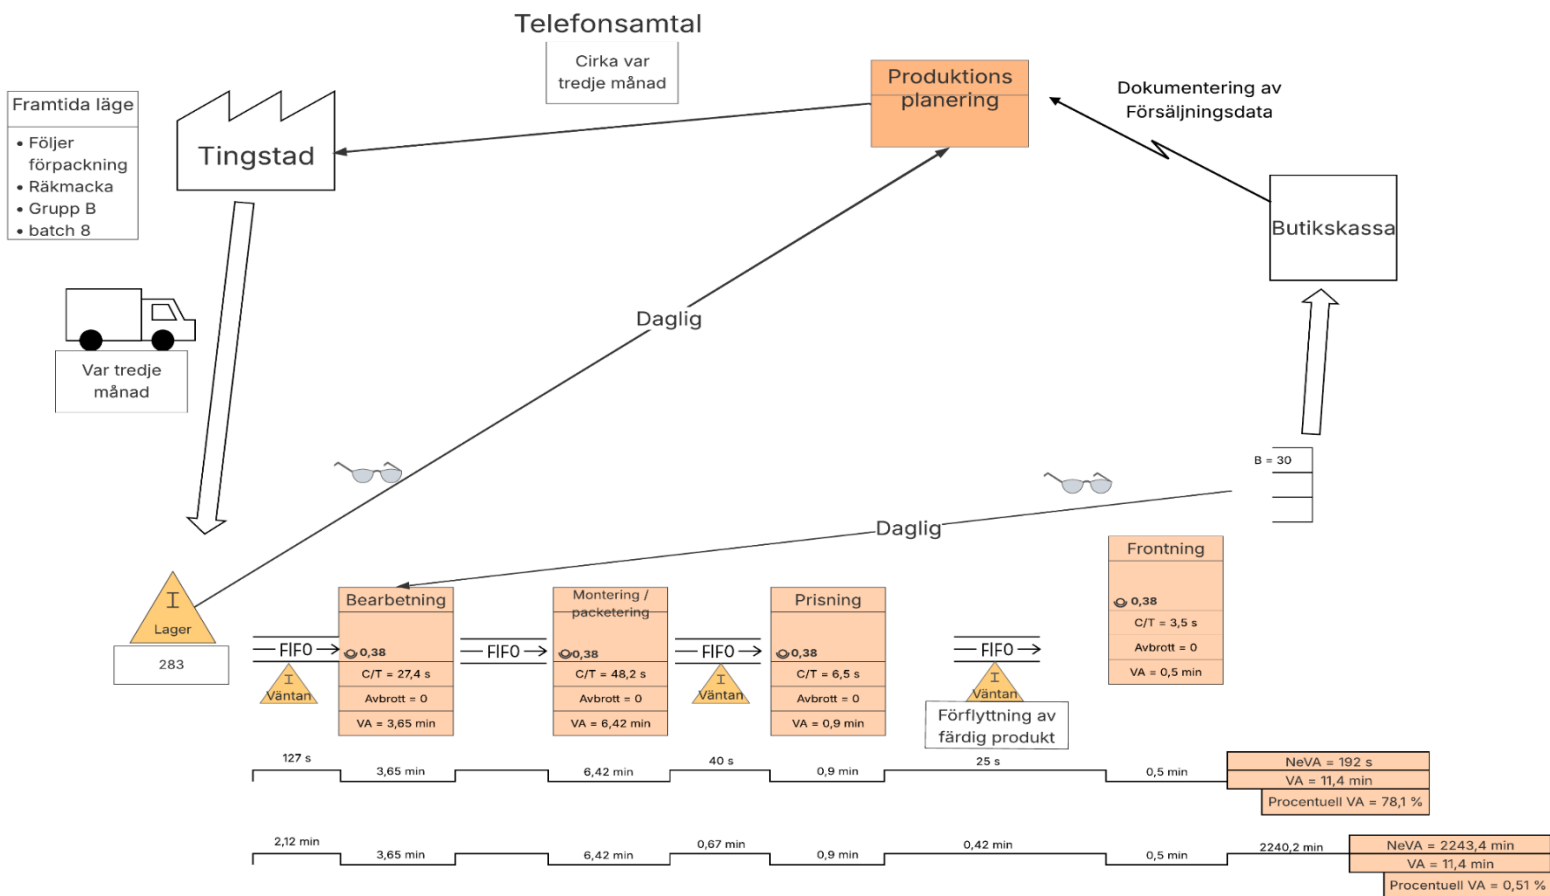 Telefonsamtal
Cirka var
tredje månad
Produktions
planering
Dokumentering av
Försäljningsdata
Framtida läge
• Följer
förpackning
• Räkmacka
• Grupp B
• batch 8
Tingstad
Butikskassa
Var tredje
månad
Daglig
B = 30
Daglig
Frontning
0,38
C/T = 3,5 s
Avbrott = 0
VA = 0,5 min
I
Lager
283
FIFO
I
Väntan
Bearbetning
0,38
C/T = 27,4 s
Avbrott = 0
VA = 3,65 min
FIFO
Montering /
packetering
0,38
C/T = 48,2 s
Avbrott = 0
VA = 6,42 min
FIFO
I
Väntan
Prisning
0,38
C/T = 6,5 s
Avbrott = 0
VA = 0,9 min
FIFO
I
Väntan
Förflyttning av
färdig produkt
127 s
3,65 min
6,42 min
40 s
0,9 min
25 s
0,5 min
NeVA = 192 s
VA = 11,4 min
Procentuell VA = 78,1 %
2,12 min
3,65 min
6,42 min
0,67 min
0,9 min
0,42 min
0,5 min
2240,2 min
NeVA = 2243,4 min
VA = 11,4 min
Procentuell VA = 0,51 %